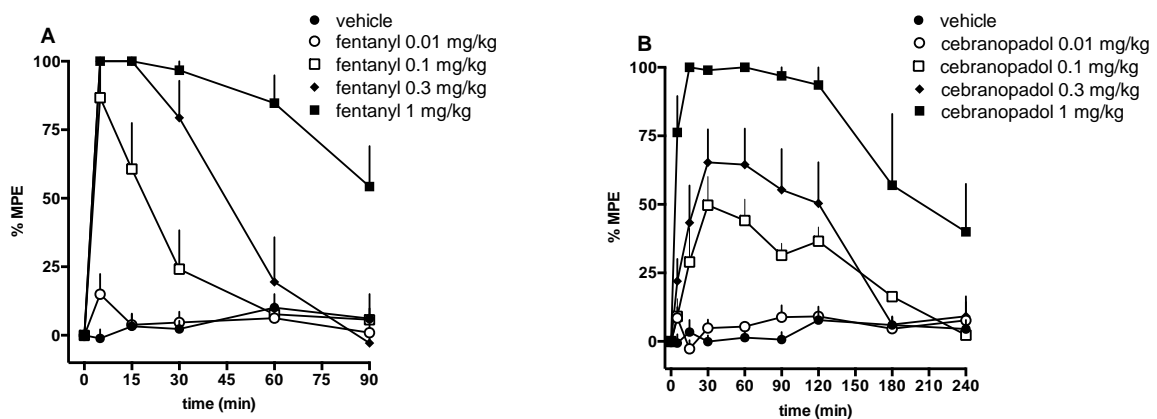 A
vehicle
fentanyl 0.01 mg/kg
fentanyl 0.1 mg/kg
fentanyl 0.3 mg/kg
fentanyl 1 mg/kg
100
75
50
25
0
% MPE
0 15 30 45 60 75 90
time (min)
B
vehicle
cebranopadol 0.01 mg/kg
cebranopadol 0.1 mg/kg
cebranopadol 0.3 mg/kg
cebranopadol 1 mg/kg
100
75
50
25
0
% MPE
0 30 60 90 120 150 180 210 240
time (min)